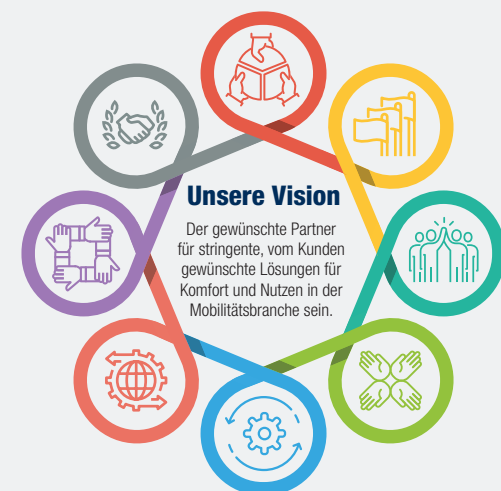 Unsere Vision
Der gewünschte Partner
für stringente, vom Kunden
gewünschte Lösungen für
Komfort und Nutzen in der
Mobilitätsbranche sein.